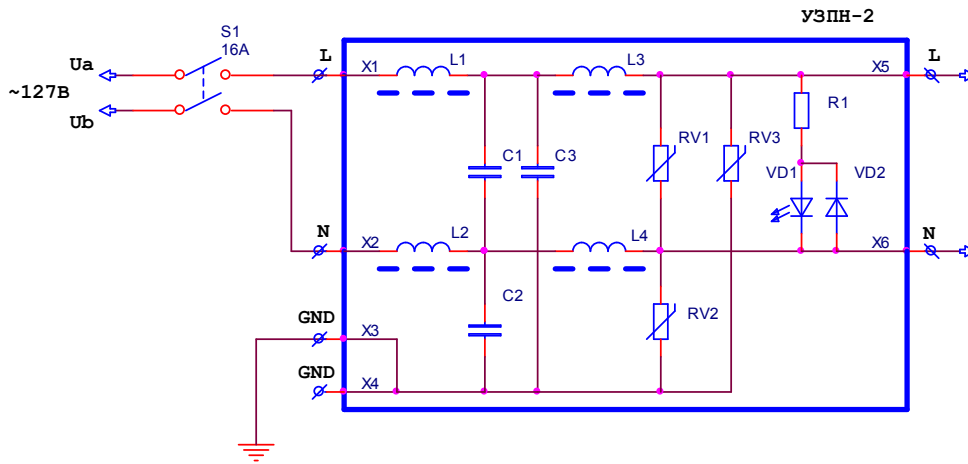 УЗПН-2
S1
16A
L
X1
L1
L3
X5
L
Ua
~127В
Ub
R1
C1
C3
RV1
RV3
VD1
VD2
N
X2
L2
L4
X6
N
C2
RV2
GND
X3
GND
X4